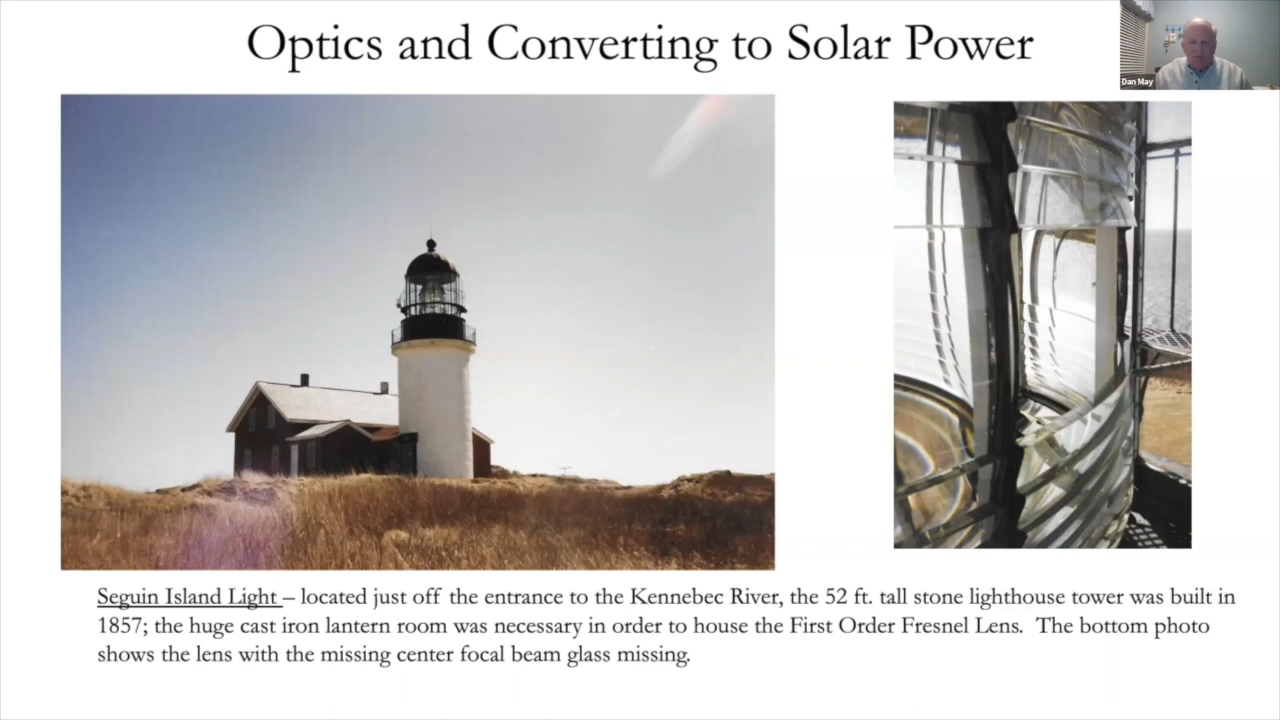 Optics and Converting to Solar Power
Dan May
Seguin Island Light – located just off the entrance to the Kennebec River, the 52 ft. tall stone lighthouse tower was built in
1857; the huge cast iron lantern room was necessary in order to house the First Order Fresnel Lens.  The bottom photo
shows the lens with the missing center focal beam glass missing.